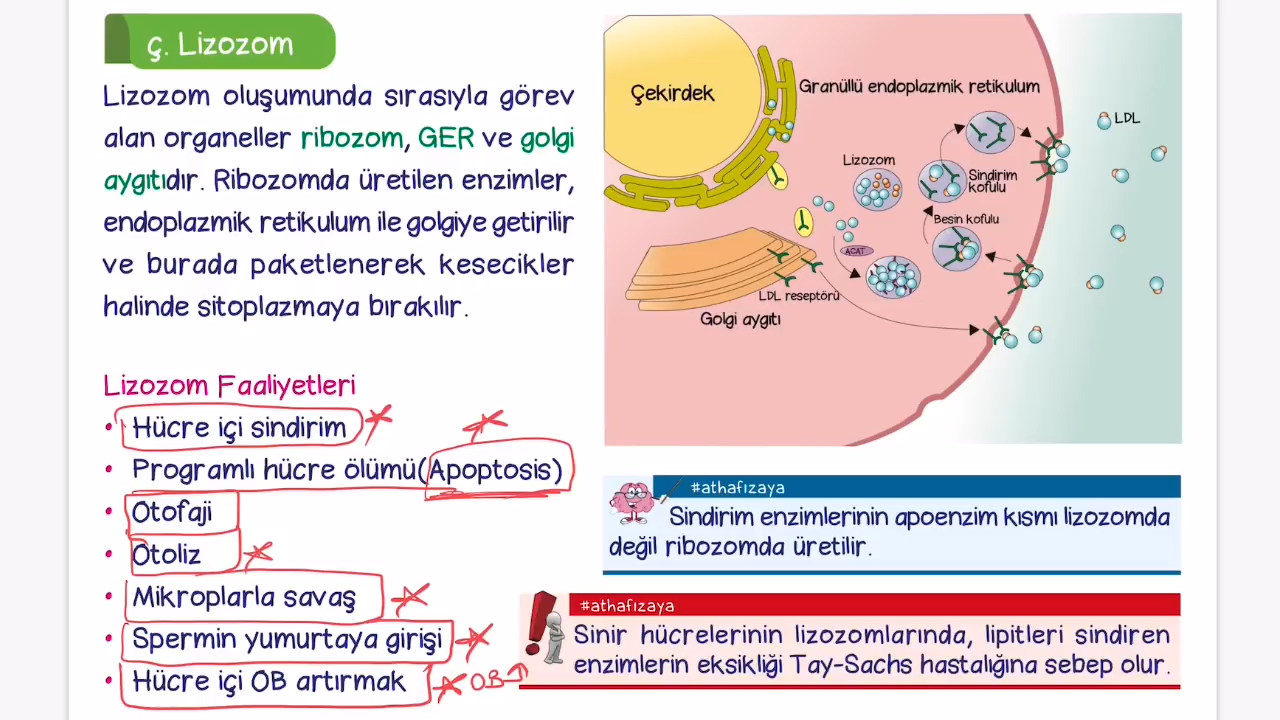 ç. Lizozom
Lizozom oluşumunda sırasıyla görev
alan organeller ribozom, GER ve golgi
aygıtıdır. Ribozomda üretilen enzimler,
endoplazmik retikulum ile golgiye getirilir
ve burada paketlenerek kesecikler
halinde sitoplazmaya bırakılır.
Lizozom Faaliyetleri
• Hücre içi sindirim
• Programlı hücre ölümü(Apoptosis)
• Otofaji
• Otoliz
• Mikroplarla savaş
• Spermin yumurtaya girişi
• Hücre içi OB artırmak OB↑
Çekirdek
Granüllü endoplazmik retikulum
LDL
Lizozom
Sindirim
kofulu
Besin kofulu
ACAT
LDL reseptörü
Golgi aygıtı
#athafızaya
Sindirim enzimlerinin apoenzim kısmı lizozomda
değil ribozomda üretilir.
#athafızaya
Sinir hücrelerinin lizozomlarında, lipitleri sindiren
enzimlerin eksikliği Tay-Sachs hastalığına sebep olur.